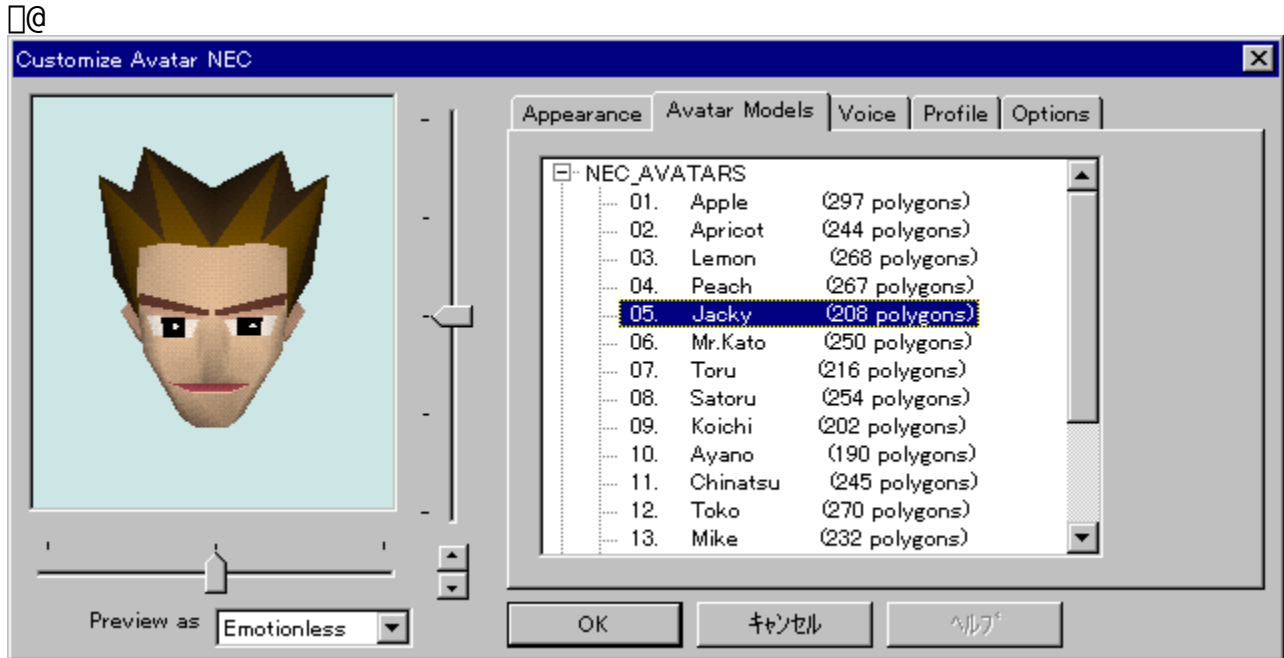 @
Customize Avatar NEC
Appearance Avatar Models Voice Profile Options
NEC_AVATARS
01. Apple (297 polygons)
02. Apricot (244 polygons)
03. Lemon (268 polygons)
04. Peach (267 polygons)
05. Jacky (208 polygons)
06. Mr.Kato (250 polygons)
07. Toru (216 polygons)
08. Satoru (254 polygons)
09. Koichi (202 polygons)
10. Ayano (190 polygons)
11. Chinatsu (245 polygons)
12. Toko (270 polygons)
13. Mike (232 polygons)
Preview as Emotionless
OK ｷｬﾝｾﾙ ﾍﾙﾌﾟ